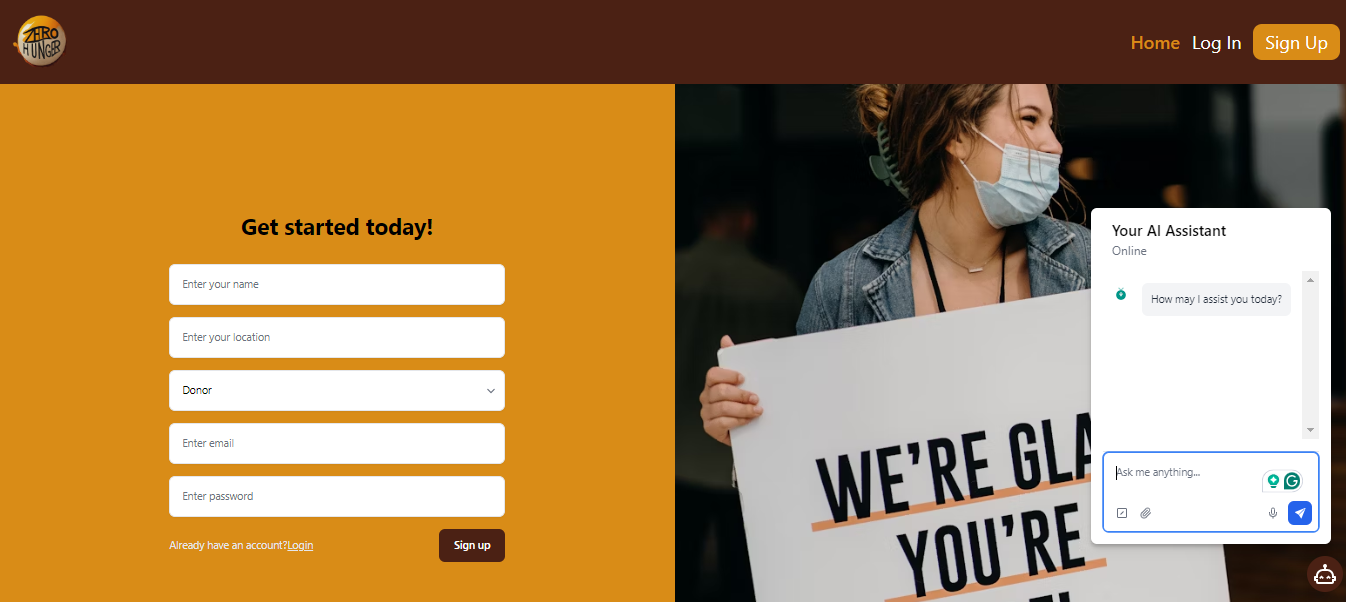 ZERO
HUNGER
Home Log In Sign Up
Get started today!
Enter your name
Enter your location
Donor
Enter email
Enter password
Already have an account?Login
Sign up
WE'RE GLA
YOU'RE
Your AI Assistant
Online
How may I assist you today?
Ask me anything...